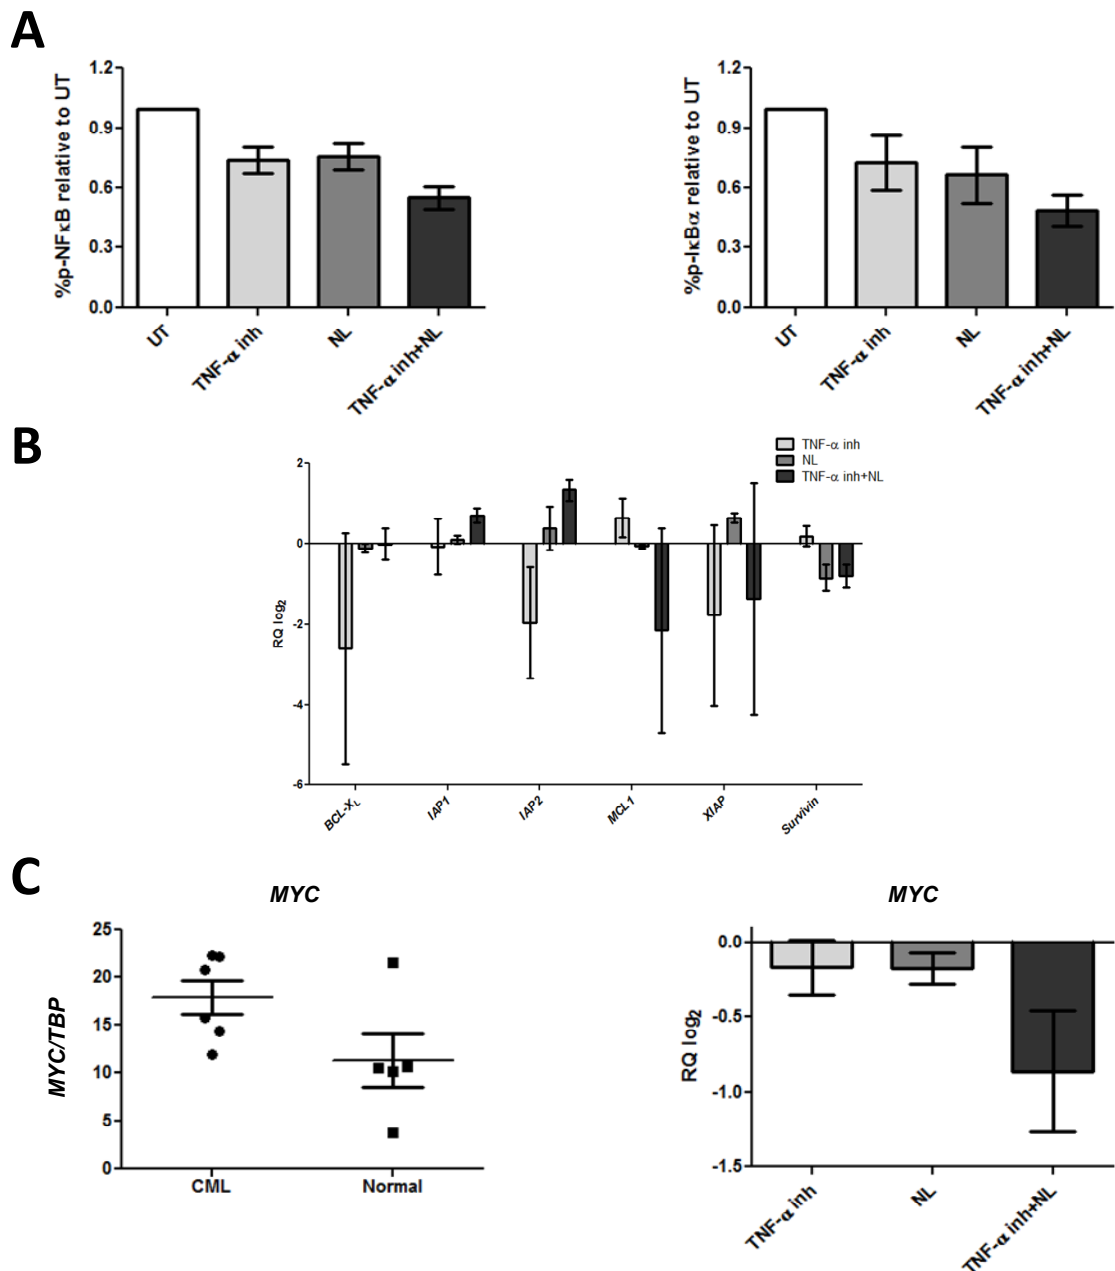 A
%p-NFκB relative to UT
1.2
0.9
0.6
0.3
0.0
UT
TNF-α inh
NL
TNF-α inh+NL
%p-IκBα relative to UT
1.2
0.9
0.6
0.3
0.0
UT
TNF-α inh
NL
TNF-α inh+NL
B
TNF-α inh
NL
TNF-α inh+NL
RQ log2
2
0
-2
-4
-6
BCL-XL
IAP1
IAP2
MCL1
XIAP
Survivin
C
MYC
MYC/TBP
25
20
15
10
5
0
CML
Normal
MYC
RQ log2
0.0
-0.5
-1.0
-1.5
TNF-α inh
NL
TNF-α inh+NL